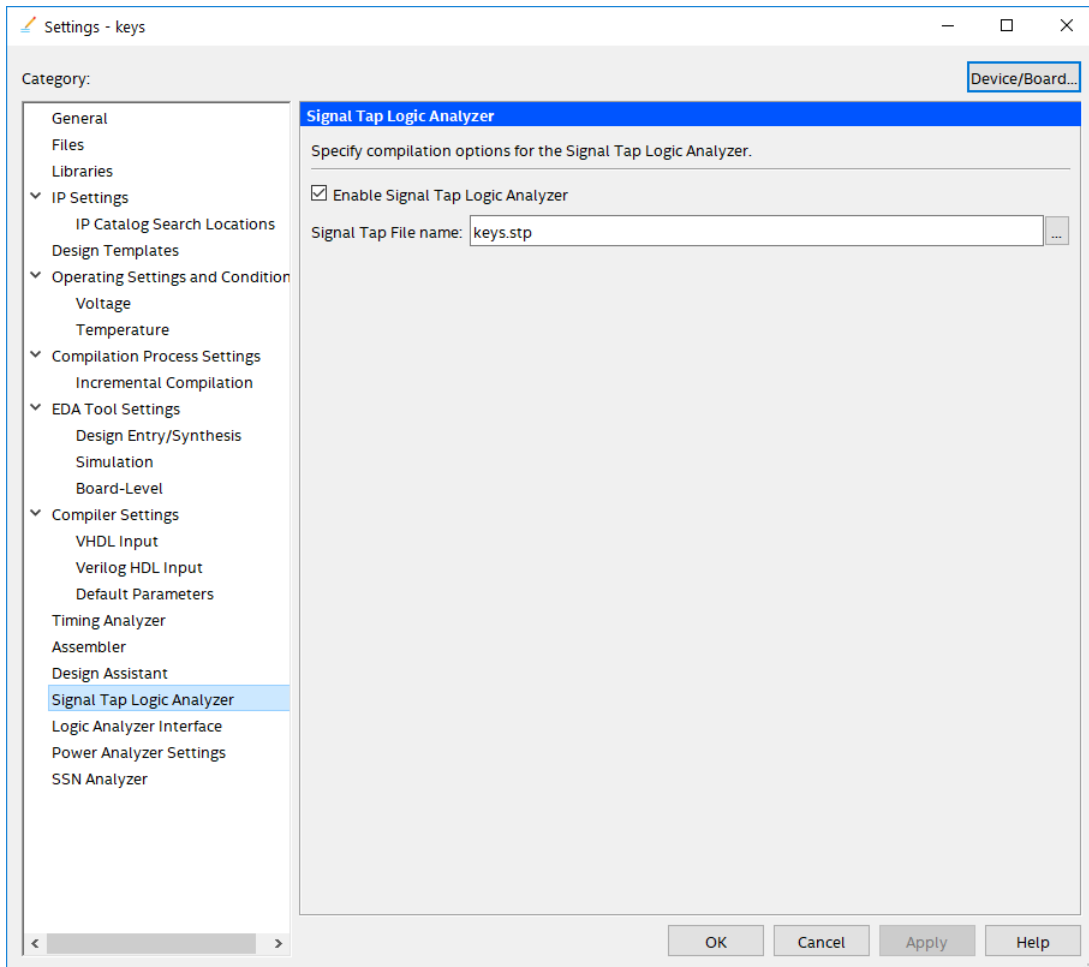 Settings - keys
Category:
Device/Board...
General
Files
Libraries
IP Settings
IP Catalog Search Locations
Design Templates
Operating Settings and Condition
Voltage
Temperature
Compilation Process Settings
Incremental Compilation
EDA Tool Settings
Design Entry/Synthesis
Simulation
Board-Level
Compiler Settings
VHDL Input
Verilog HDL Input
Default Parameters
Timing Analyzer
Assembler
Design Assistant
Signal Tap Logic Analyzer
Logic Analyzer Interface
Power Analyzer Settings
SSN Analyzer
Signal Tap Logic Analyzer
Specify compilation options for the Signal Tap Logic Analyzer.
Enable Signal Tap Logic Analyzer
Signal Tap File name: keys.stp ...
OK Cancel Apply Help